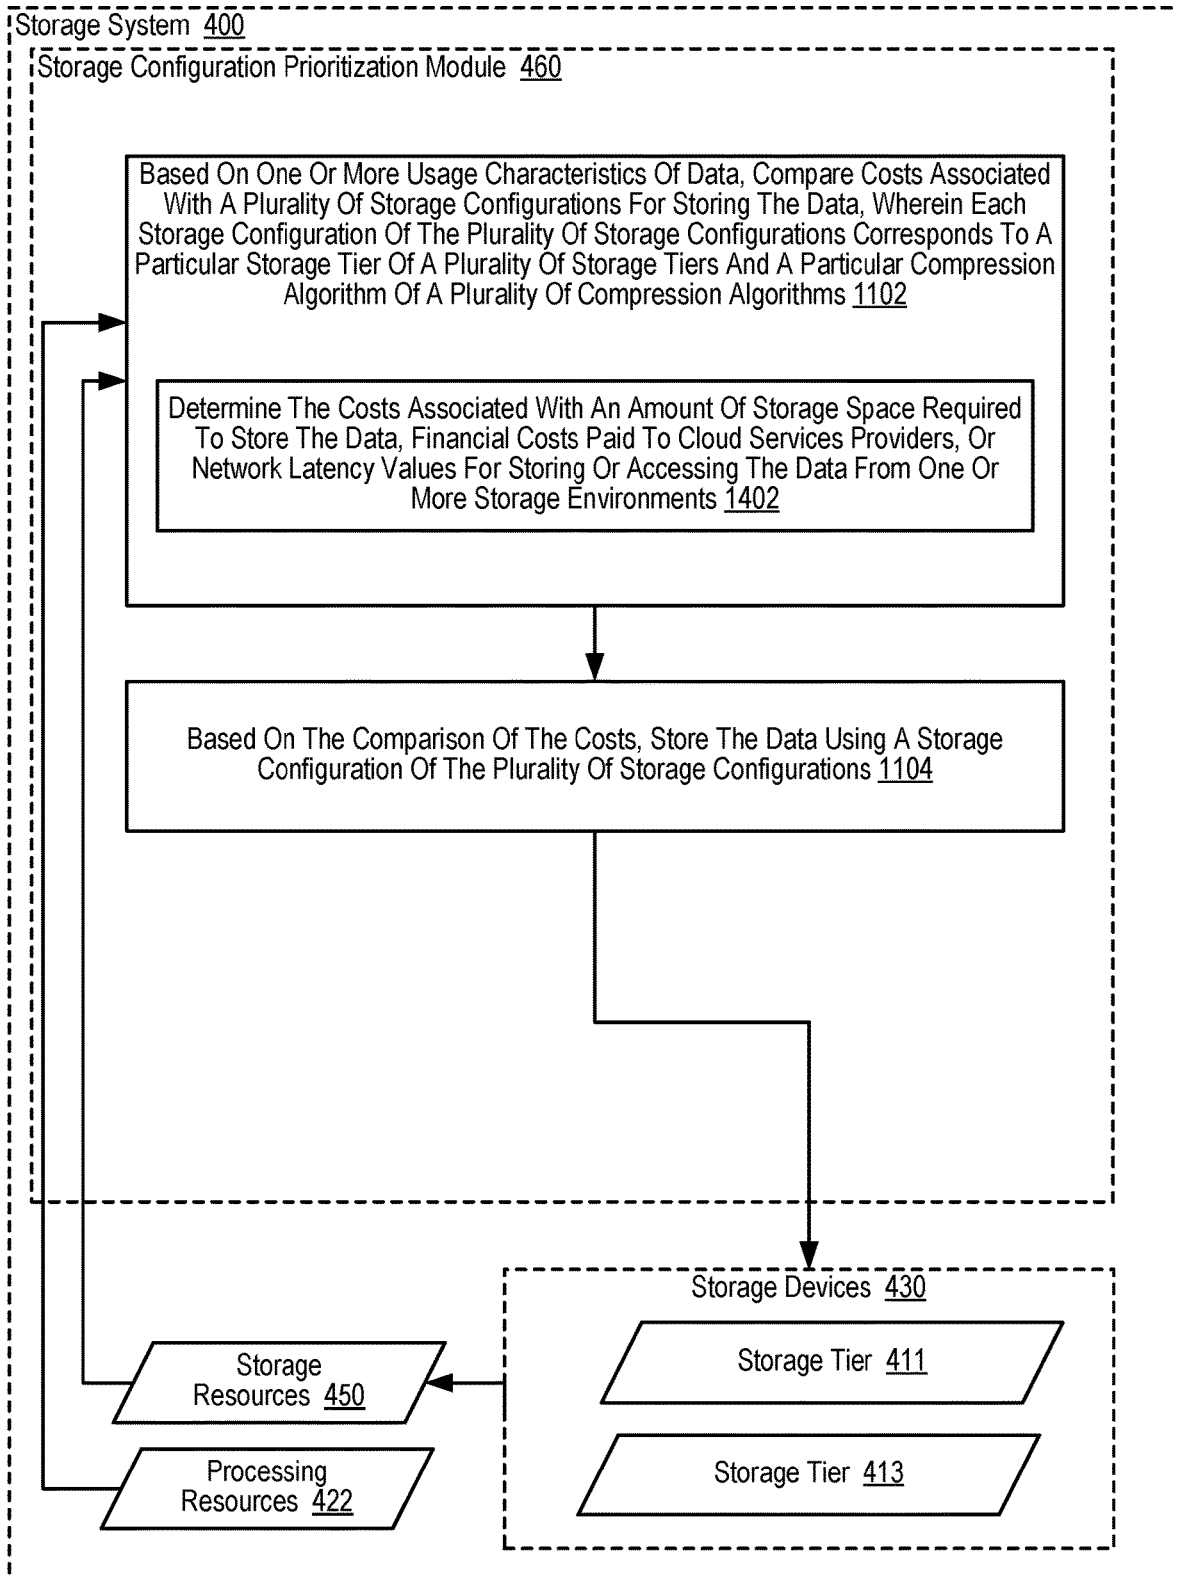 Storage System 400
Storage Configuration Prioritization Module 460
Based On One Or More Usage Characteristics Of Data, Compare Costs Associated
With A Plurality Of Storage Configurations For Storing The Data, Wherein Each
Storage Configuration Of The Plurality Of Storage Configurations Corresponds To A
Particular Storage Tier Of A Plurality Of Storage Tiers And A Particular Compression
Algorithm Of A Plurality Of Compression Algorithms 1102
Determine The Costs Associated With An Amount Of Storage Space Required
To Store The Data, Financial Costs Paid To Cloud Services Providers, Or
Network Latency Values For Storing Or Accessing The Data From One Or
More Storage Environments 1402
Based On The Comparison Of The Costs, Store The Data Using A Storage
Configuration Of The Plurality Of Storage Configurations 1104
Storage Devices 430
Storage Tier 411
Storage Tier 413
Storage
Resources 450
Processing
Resources 422